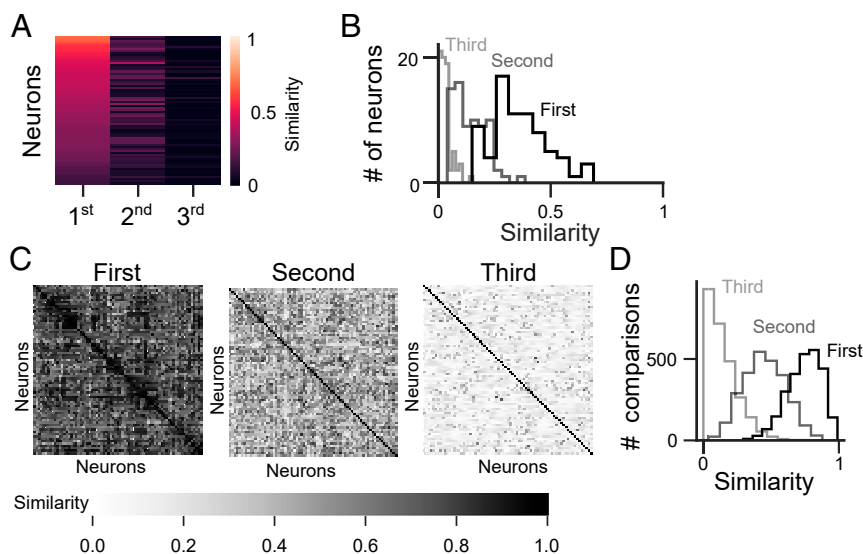 A
Neurons
1st 2nd 3rd
1
0.5
0
Similarity
B
# of neurons
20
0
Third
Second
First
0 0.5 1
Similarity
C
First Second Third
Neurons Neurons Neurons
Neurons Neurons Neurons
Similarity
0.0 0.2 0.4 0.6 0.8 1.0
D
# comparisons
500
0
Third
Second
First
0 1
Similarity